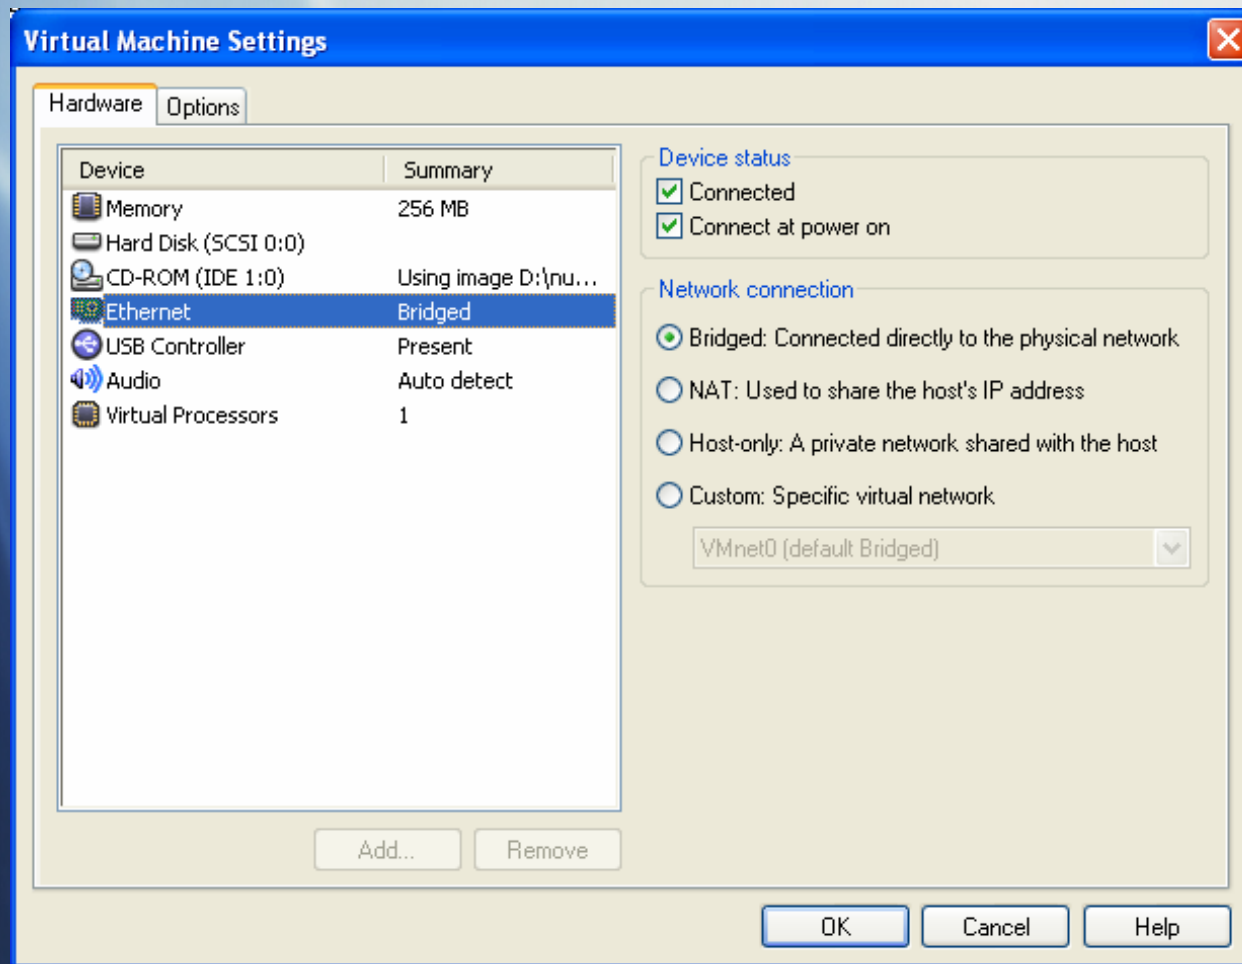 Virtual Machine Settings
Hardware Options
Device Summary
Memory 256 MB
Hard Disk (SCSI 0:0)
CD-ROM (IDE 1:0) Using image D:\nu...
Ethernet Bridged
USB Controller Present
Audio Auto detect
Virtual Processors 1
Add... Remove
Device status
Connected
Connect at power on
Network connection
Bridged: Connected directly to the physical network
NAT: Used to share the host's IP address
Host-only: A private network shared with the host
Custom: Specific virtual network
VMnet0 (default Bridged)
OK Cancel Help